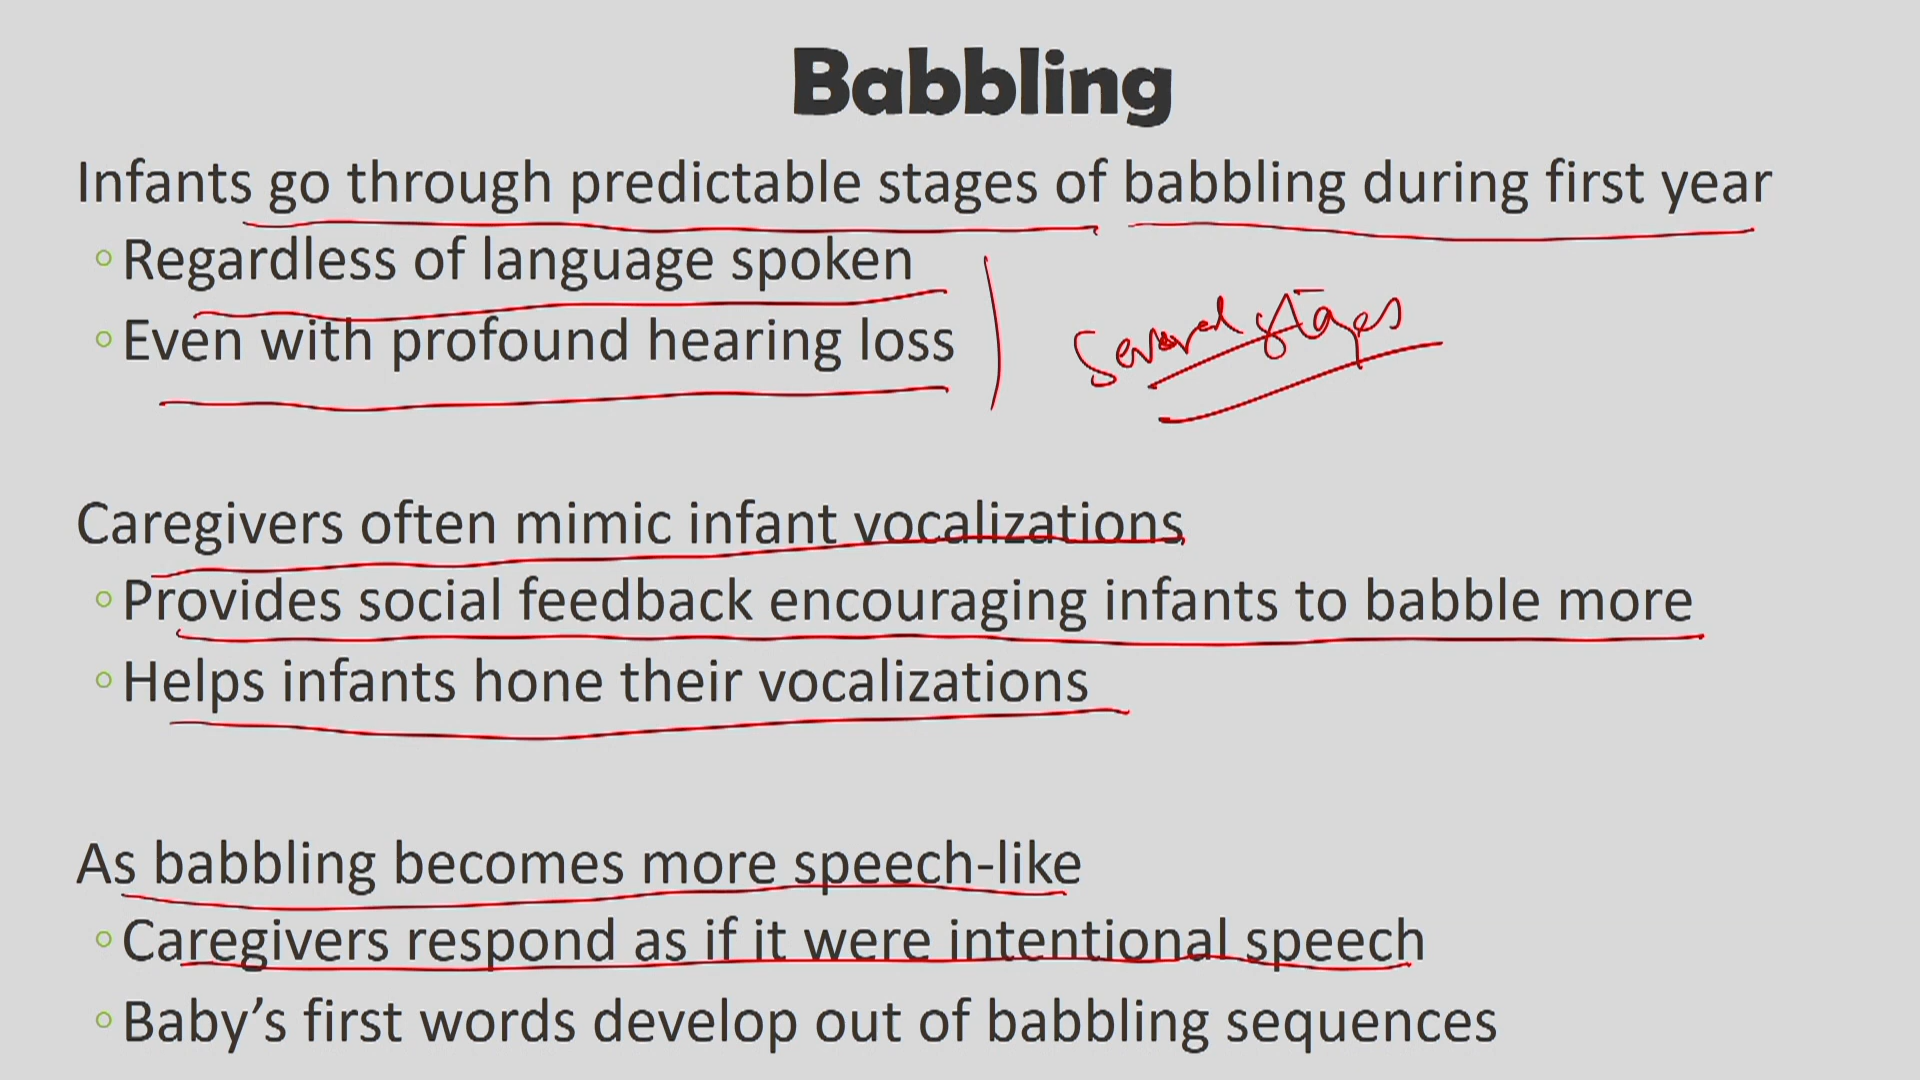 Babbling
Infants go through predictable stages of babbling during first year
◦ Regardless of language spoken
◦ Even with profound hearing loss
Several stages
Caregivers often mimic infant vocalizations
◦ Provides social feedback encouraging infants to babble more
◦ Helps infants hone their vocalizations
As babbling becomes more speech-like
◦ Caregivers respond as if it were intentional speech
◦ Baby’s first words develop out of babbling sequences